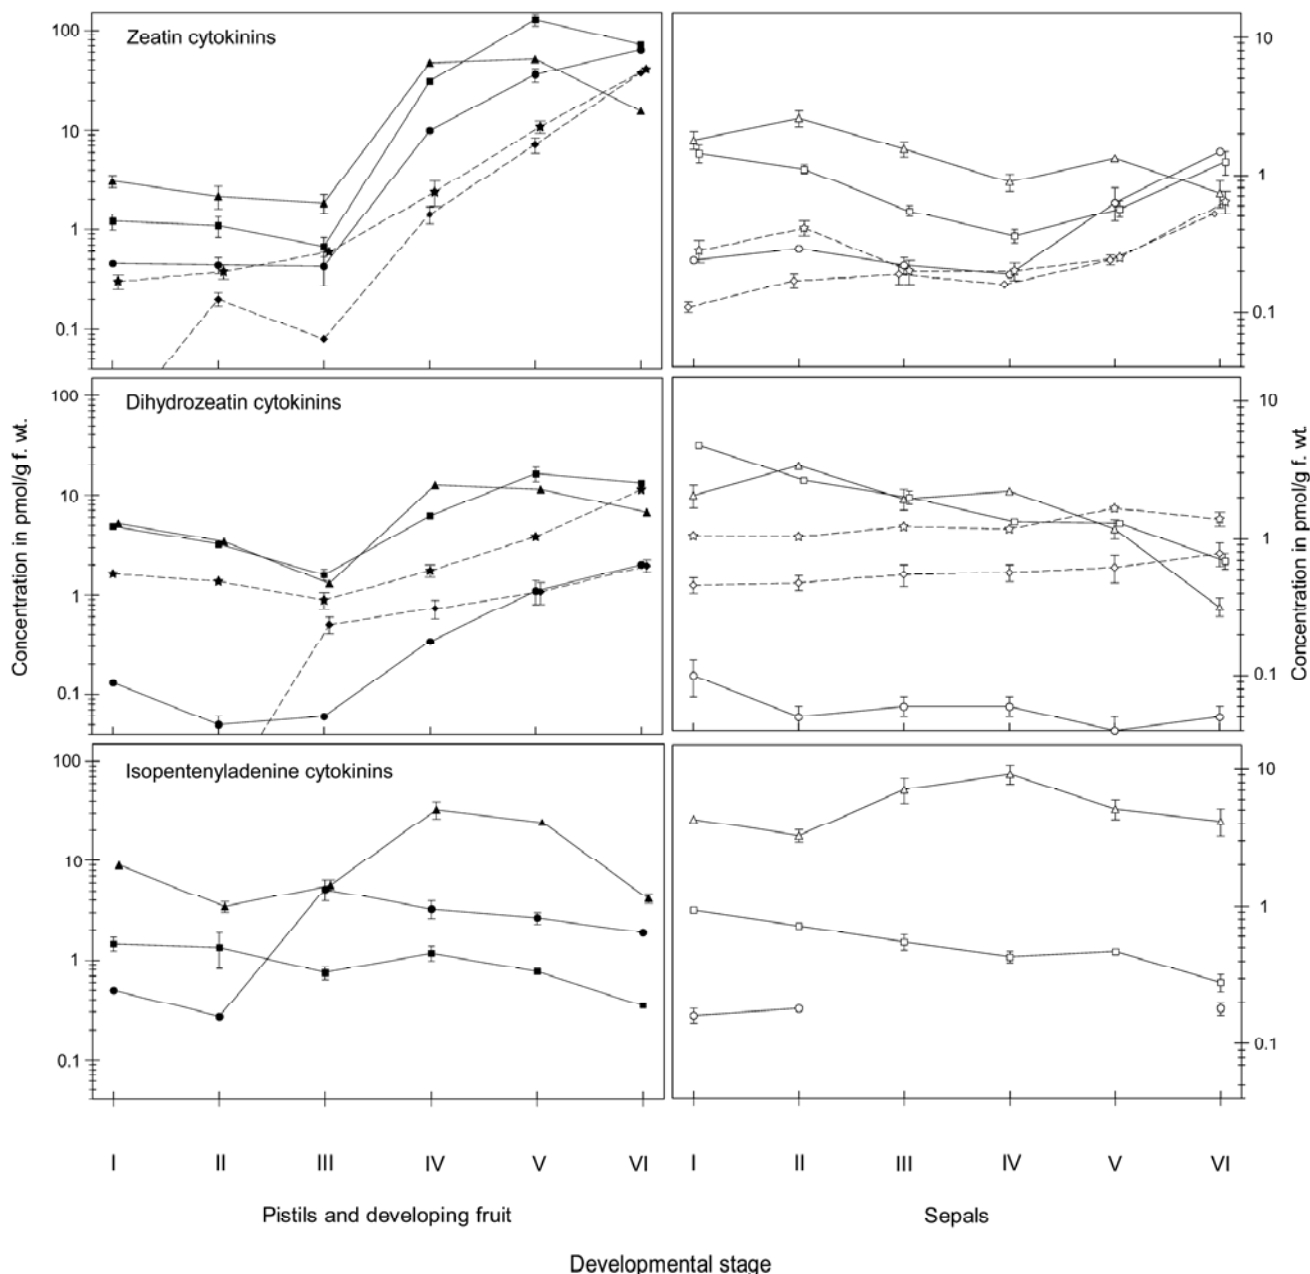 Zeatin cytokinins
100
10
1
0.1
10
1
0.1
Dihydrozeatin cytokinins
100
10
1
0.1
10
1
0.1
Isopentenyladenine cytokinins
100
10
1
0.1
10
1
0.1
Concentration in pmol/g f. wt.
Concentration in pmol/g f. wt.
I II III IV V VI I II III IV V VI
Pistils and developing fruit Sepals
Developmental stage